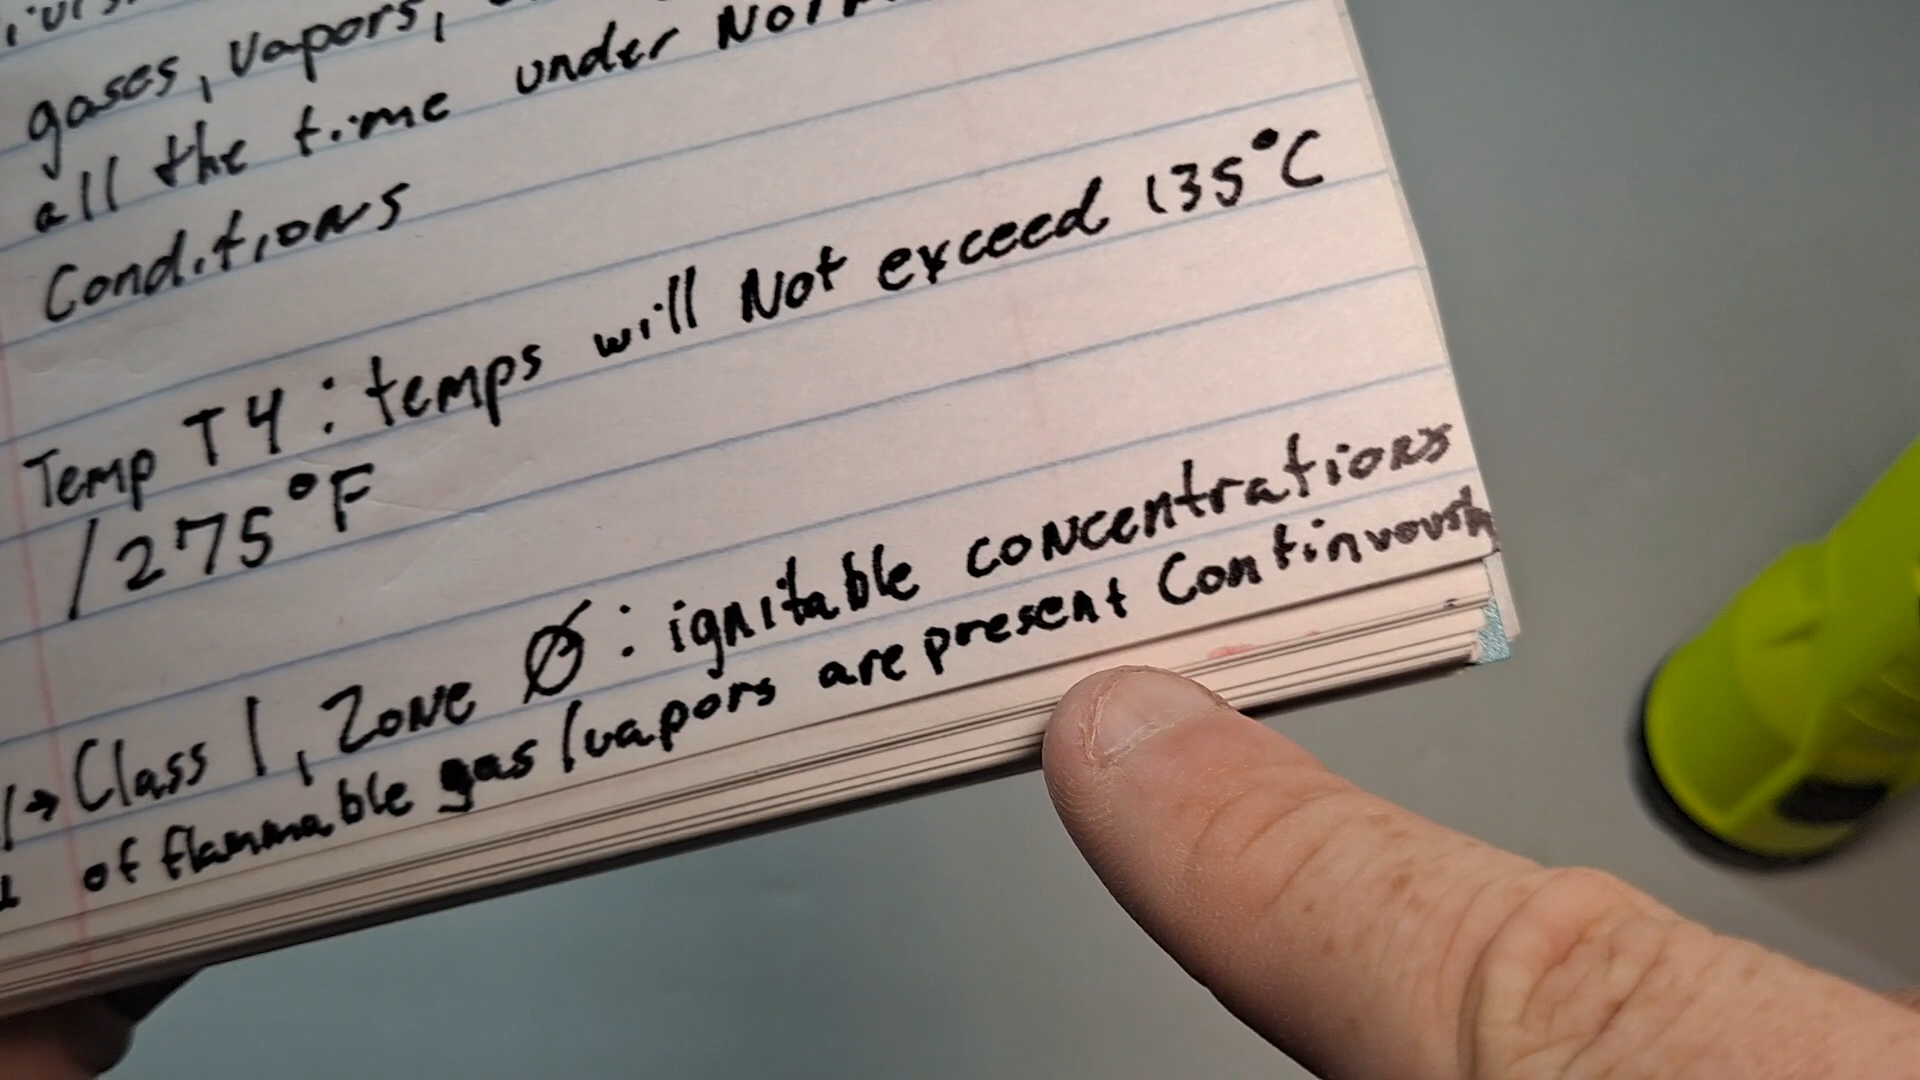 gases, vapors,
all the time under
Conditions
Temp T4: temps will Not exceed 135°C
/275°F
Class 1, Zone Ø: ignitable concentrations
of flammable gas/vapors are present Continuously